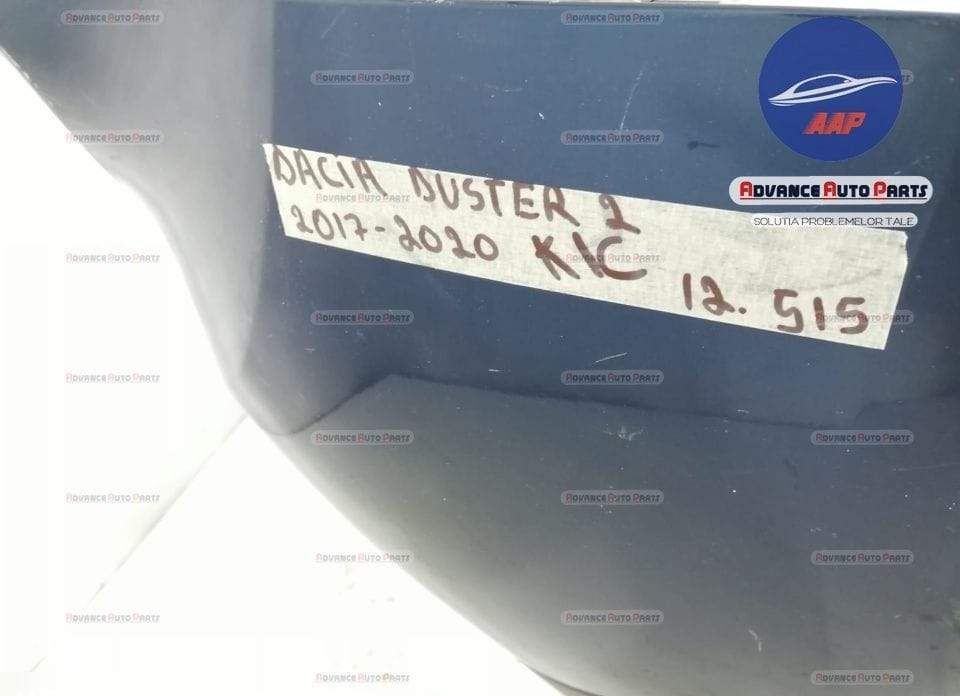 AAP
ADVANCE AUTO PARTS
SOLUTIA PROBLEMELOR TALE
DACIA DUSTER 2
2017-2020 KIC 12.515